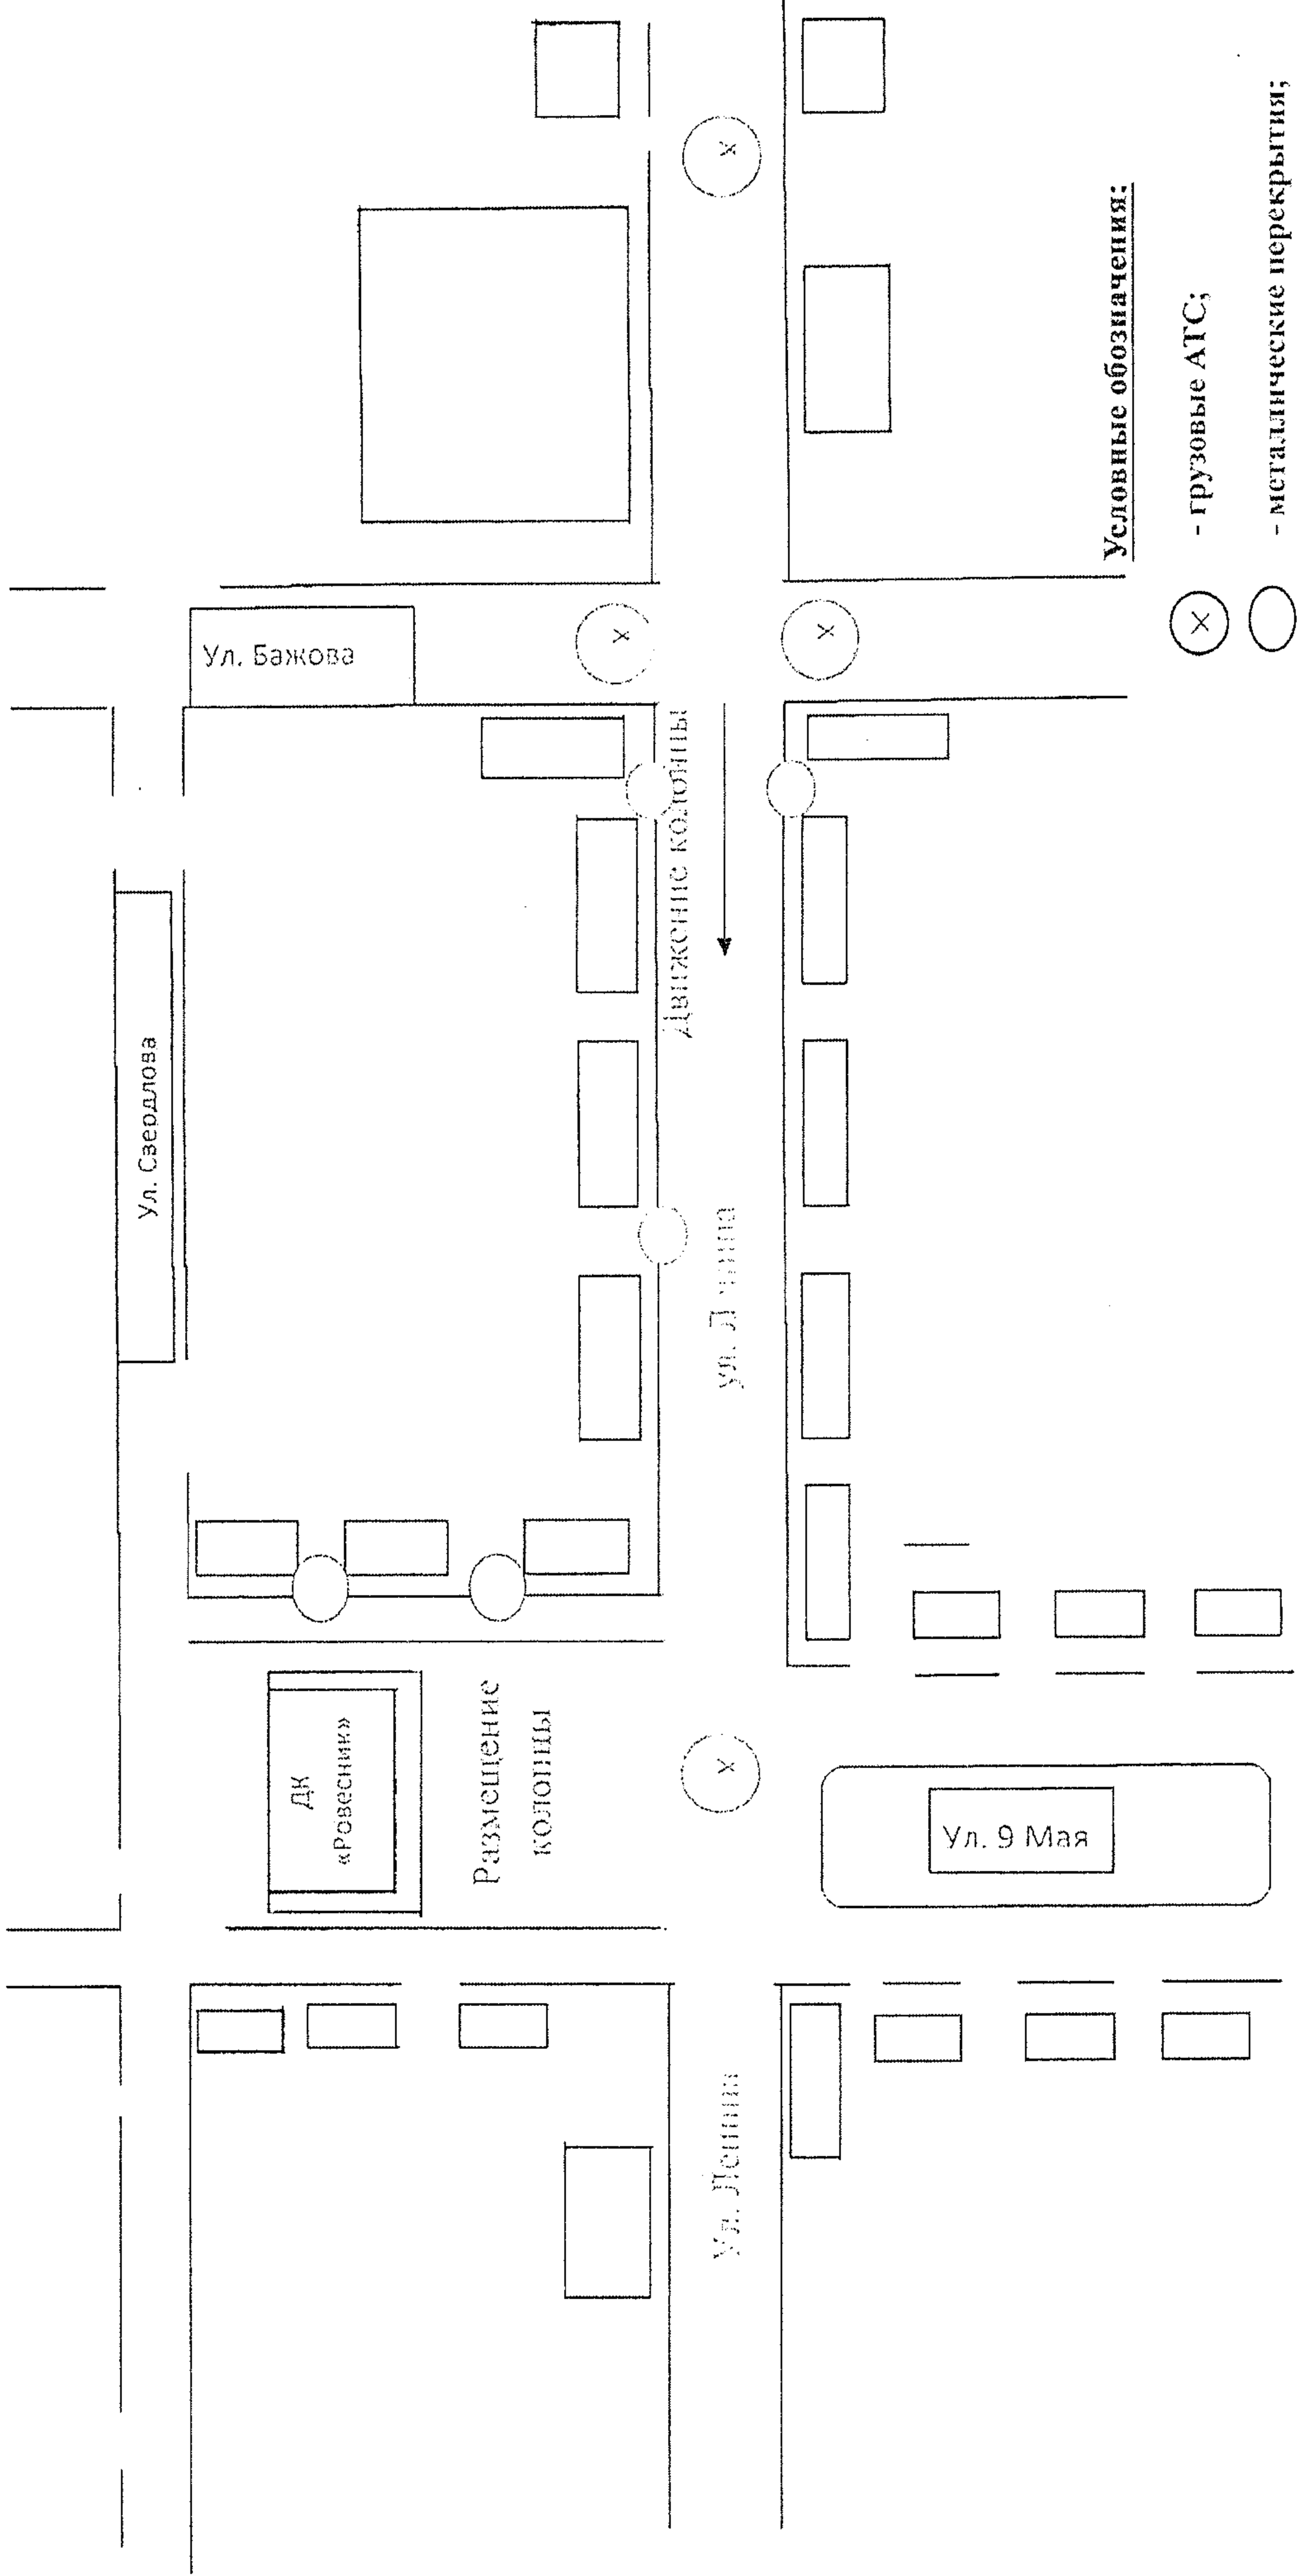 Ул. Свердлова
Ул. Бажова
ДК
«Ровесник»
Размещение
колонны
Движение колонны
ул. Ленина
Ул. Ленина
Ул. 9 Мая
Условные обозначения:
X - грузовые АТС;
- металлические перекрытия;
X
X
X
X